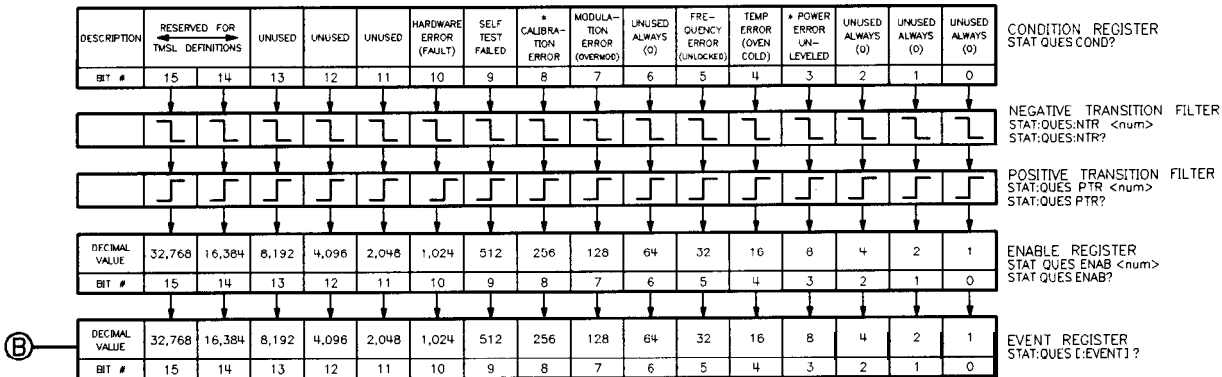 DESCRIPTION RESERVED FOR TMSL DEFINITIONS UNUSED UNUSED UNUSED HARDWARE ERROR (FAULT) SELF TEST FAILED * CALIBRA- TION ERROR MODULA- TION ERROR (OVERMOD) UNUSED ALWAYS (0) FRE- QUENCY ERROR (UNLOCKED) TEMP ERROR (OVEN COLD) * POWER ERROR UN- LEVELED UNUSED ALWAYS (0) UNUSED ALWAYS (0) UNUSED ALWAYS (0)
BIT # 15 14 13 12 11 10 9 8 7 6 5 4 3 2 1 0
CONDITION REGISTER
STAT QUES COND?
NEGATIVE TRANSITION FILTER
STAT:QUES:NTR <num>
STAT:QUES:NTR?
POSITIVE TRANSITION FILTER
STAT:QUES PTR <num>
STAT:QUES PTR?
DECIMAL VALUE 32,768 16,384 8,192 4,096 2,048 1,024 512 256 128 64 32 16 8 4 2 1
BIT # 15 14 13 12 11 10 9 8 7 6 5 4 3 2 1 0
ENABLE REGISTER
STAT QUES ENAB <num>
STAT QUES ENAB?
B
DECIMAL VALUE 32,768 16,384 8,192 4,096 2,048 1,024 512 256 128 64 32 16 8 4 2 1
BIT # 15 14 13 12 11 10 9 8 7 6 5 4 3 2 1 0
EVENT REGISTER
STAT:QUES [:EVENT] ?